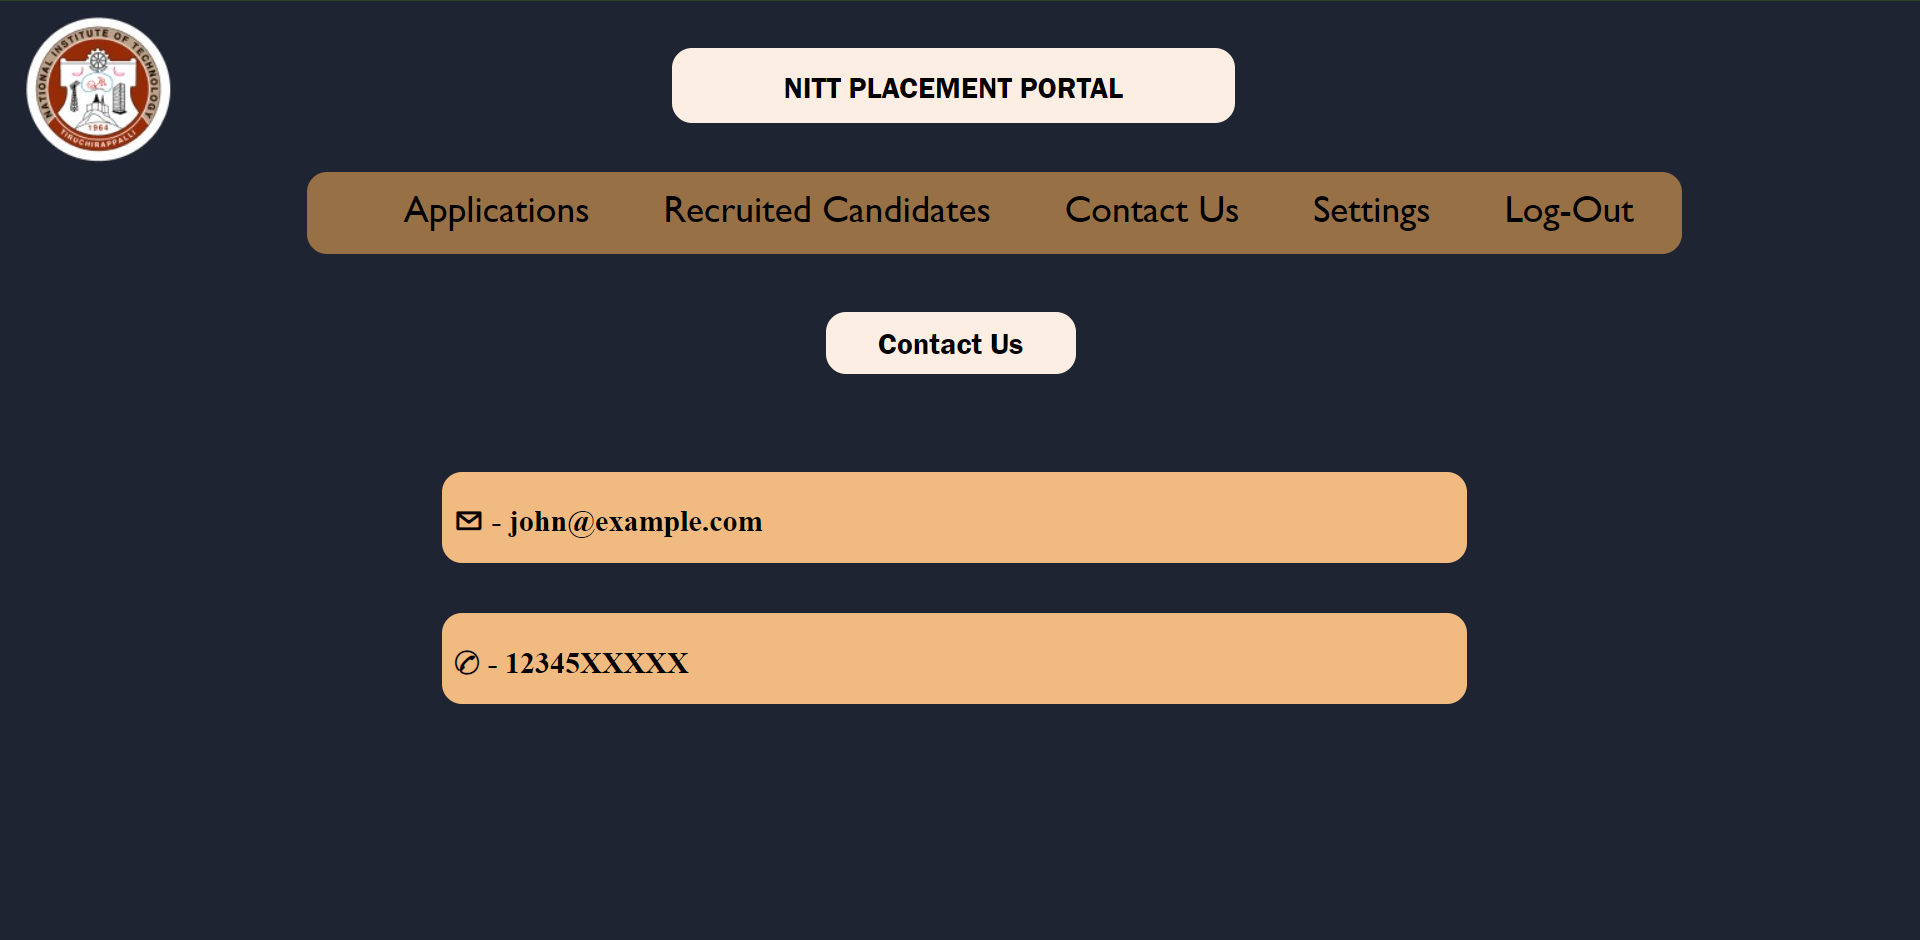 NATIONAL INSTITUTE OF TECHNOLOGY
1964
TIRUCHIRAPPALLI
NITT PLACEMENT PORTAL
Applications Recruited Candidates Contact Us Settings Log-Out
Contact Us
✉ - john@example.com
✆ - 12345XXXXX